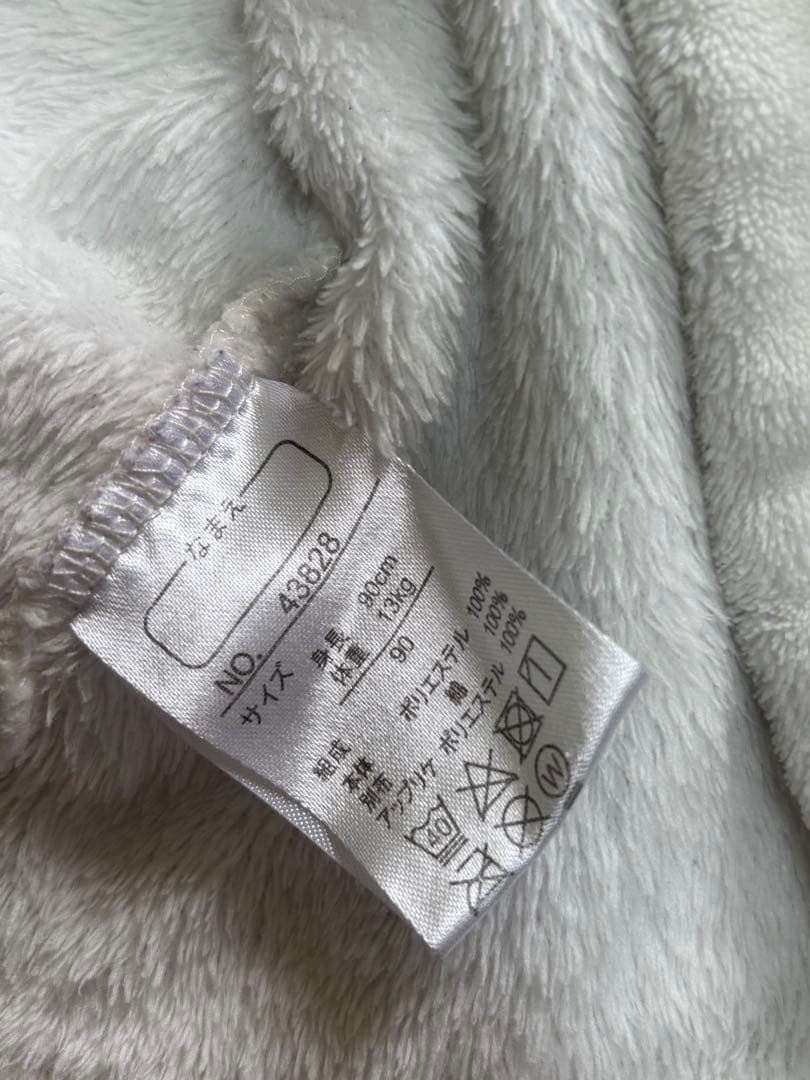 なまえ
NO. 43828
サイズ 身長 90cm
体重 13kg
90
組成
本体 ポリエステル 100%
別布 綿 100%
アップリケ ポリエステル 100%
40
W